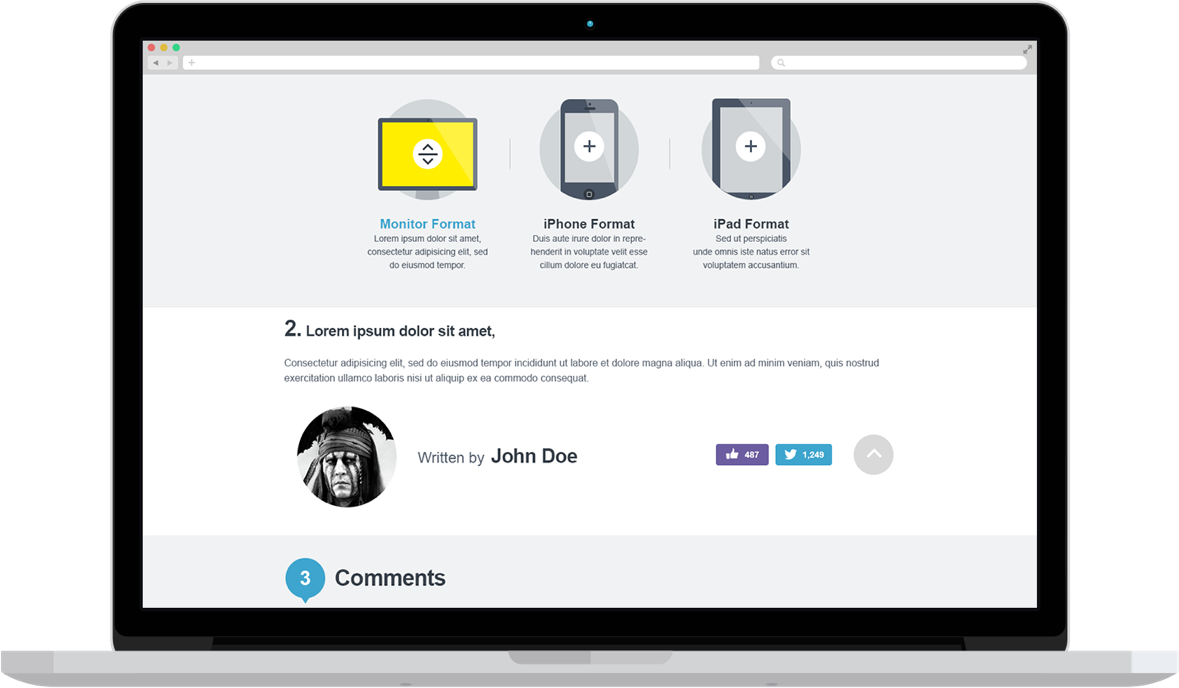 Monitor Format
Lorem ipsum dolor sit amet,
consectetur adipisicing elit, sed
do eiusmod tempor.
iPhone Format
Duis aute irure dolor in repre-
henderit in voluptate velit esse
cillum dolore eu fugiatcat.
iPad Format
Sed ut perspiciatis
unde omnis iste natus error sit
voluptatem accusantium.
2. Lorem ipsum dolor sit amet,
Consectetur adipisicing elit, sed do eiusmod tempor incididunt ut labore et dolore magna aliqua. Ut enim ad minim veniam, quis nostrud
exercitation ullamco laboris nisi ut aliquip ex ea commodo consequat.
Written by John Doe
487
1,249
3 Comments